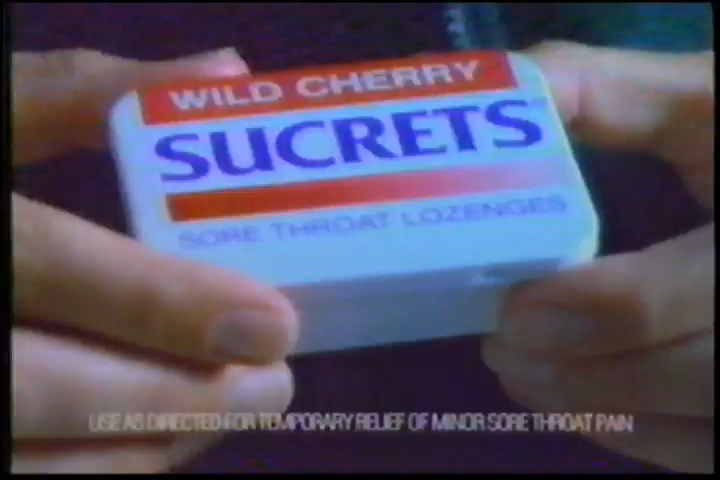 WILD CHERRY
SUCRETS
SORE THROAT LOZENGES
USE AS DIRECTED FOR TEMPORARY RELIEF OF MINOR SORE THROAT PAIN